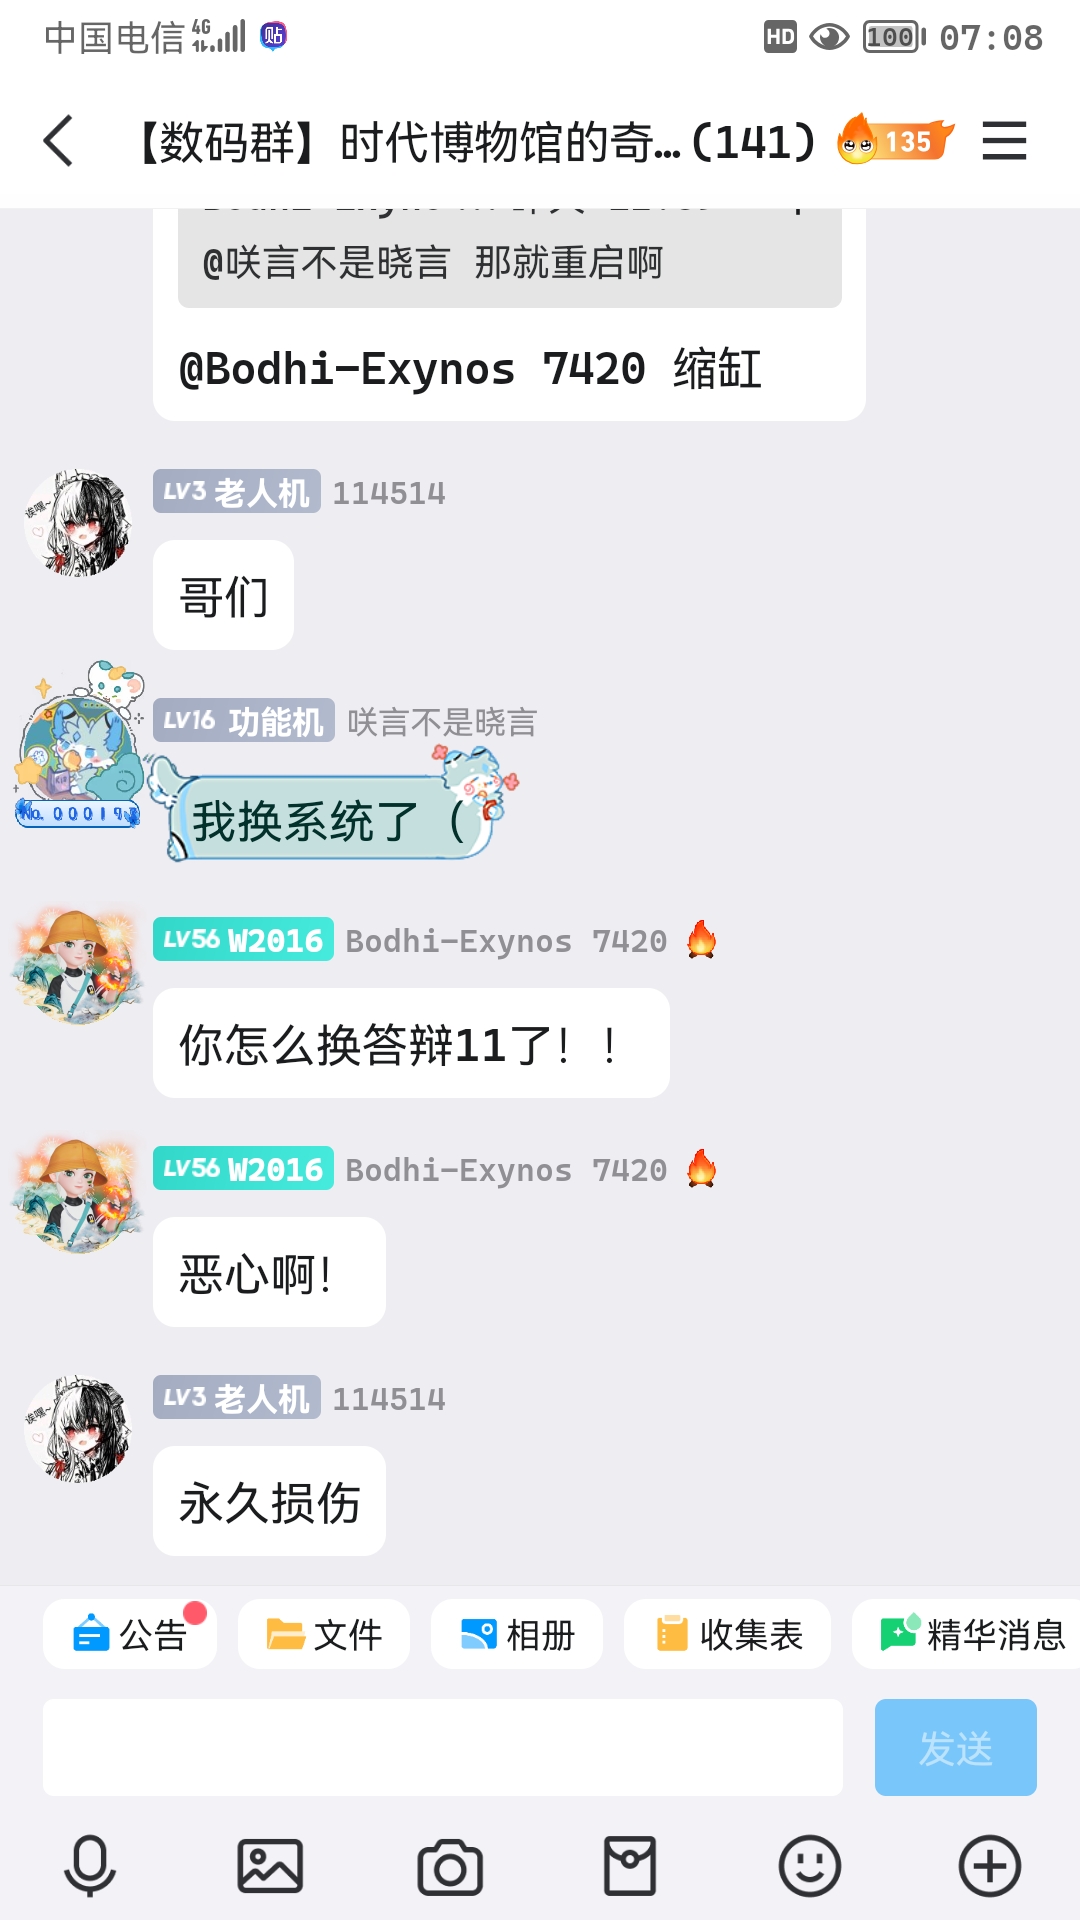 中国电信 4G 贴 HD 100 07:08
【数码群】时代博物馆的奇...(141) 135
@咲言不是晓言 那就重启啊
@Bodhi-Exynos 7420 缩缸
LV3 老人机 114514
哥们
LV16 功能机 咲言不是晓言
我换系统了（
LV56 W2016 Bodhi-Exynos 7420
你怎么换答辩11了！！
LV56 W2016 Bodhi-Exynos 7420
恶心啊！
LV3 老人机 114514
永久损伤
公告 文件 相册 收集表 精华消息
发送